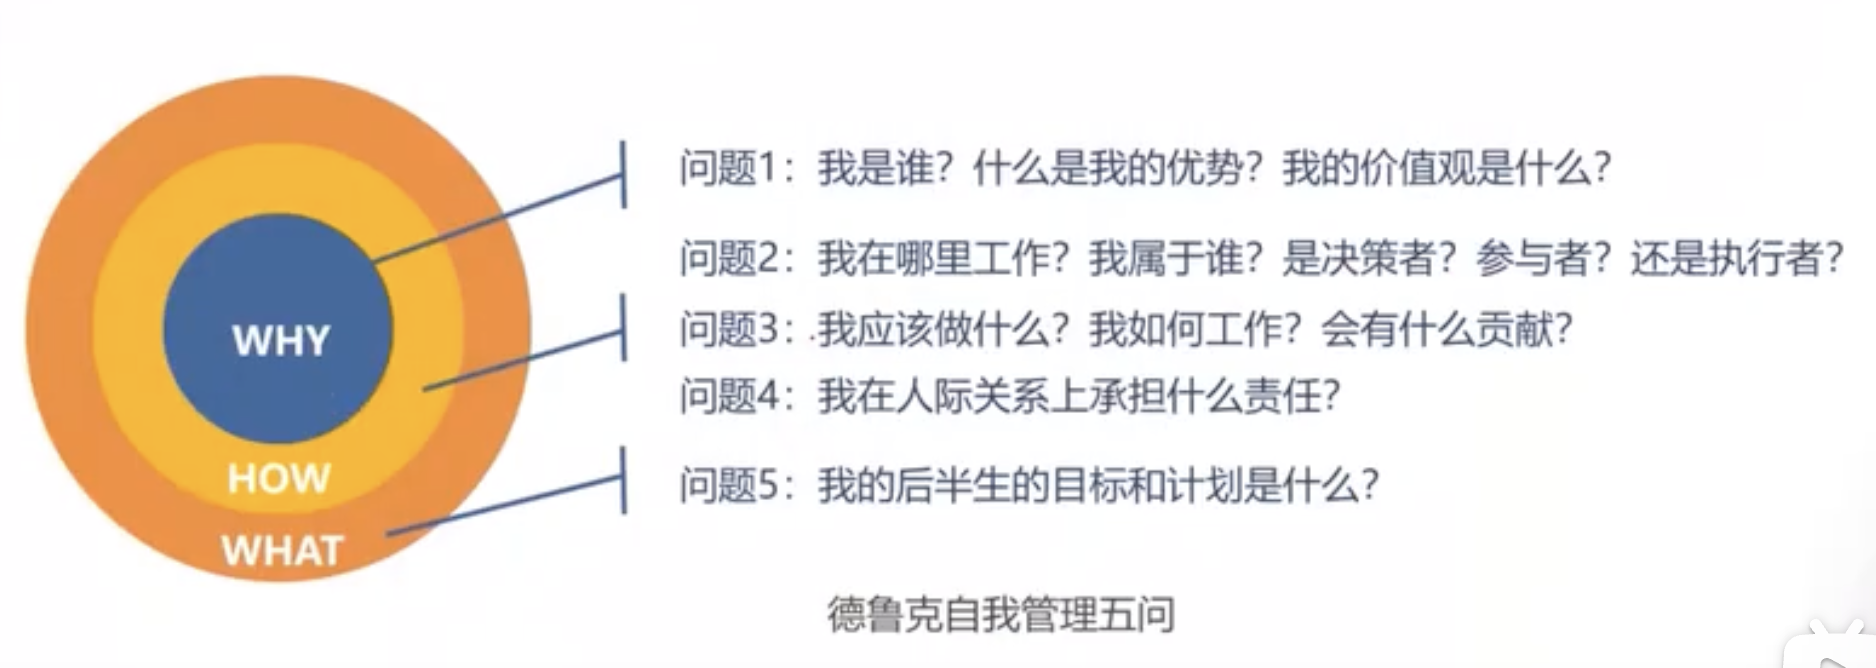 问题1：我是谁？什么是我的优势？我的价值观是什么？
问题2：我在哪里工作？我属于谁？是决策者？参与者？还是执行者？
WHY
问题3：我应该做什么？我如何工作？会有什么贡献？
问题4：我在人际关系上承担什么责任？
HOW
问题5：我的后半生的目标和计划是什么？
WHAT
德鲁克自我管理五问